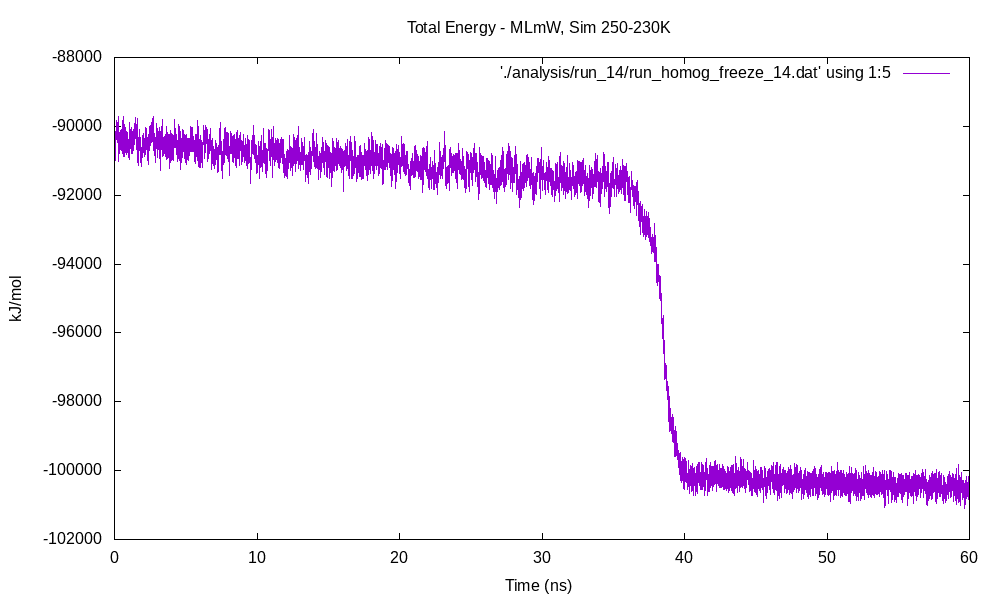 Total Energy - MLmW, Sim 250-230K
'./analysis/run_14/run_homog_freeze_14.dat' using 1:5
-88000
-90000
-92000
-94000
-96000
-98000
-100000
-102000
kJ/mol
0 10 20 30 40 50 60
Time (ns)